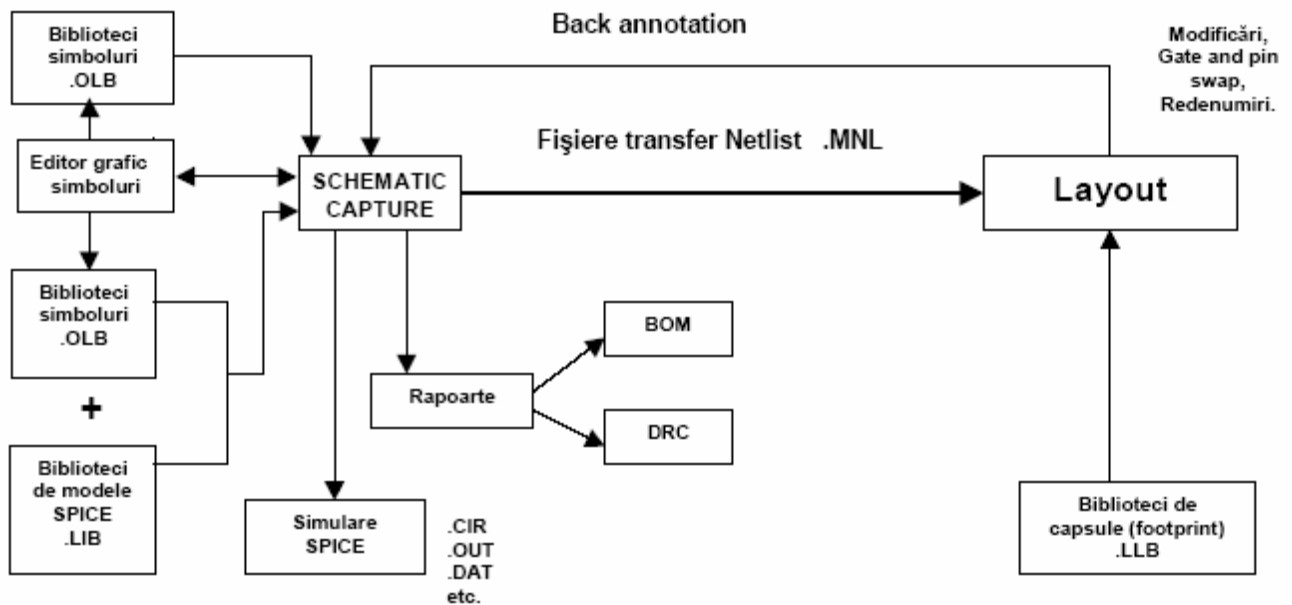 Biblioteci
simboluri
.OLB
Back annotation
Modificări,
Gate and pin
swap,
Redenumiri.
Editor grafic
simboluri
Fişiere transfer Netlist .MNL
SCHEMATIC
CAPTURE
Layout
Biblioteci
simboluri
.OLB
+
Biblioteci
de modele
SPICE
.LIB
Rapoarte
BOM
DRC
Simulare
SPICE
.CIR
.OUT
.DAT
etc.
Biblioteci de
capsule (footprint)
.LLB